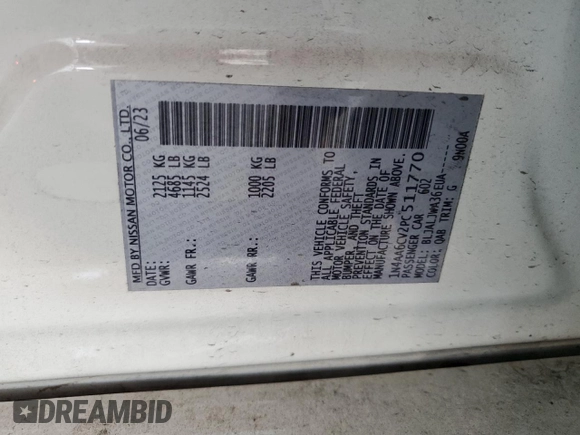 MFD BY NISSAN MOTOR CO., LTD.
DATE: 06/23
GVWR: 2125 KG
4685 LB
GAWR FR.: 1145 KG
2524 LB
GAWR RR.: 1000 KG
2205 LB
THIS VEHICLE CONFORMS TO
ALL APPLICABLE FEDERAL
MOTOR VEHICLE SAFETY,
BUMPER, AND THEFT
PREVENTION STANDARDS IN
EFFECT ON THE DATE OF
MANUFACTURE SHOWN ABOVE.
1N4AA6CV2PC511770
PASSENGER CAR 602
MODEL: BLJALJWA36EUA-----
COLOR: QAB TRIM: G 9N00A
DREAMBID